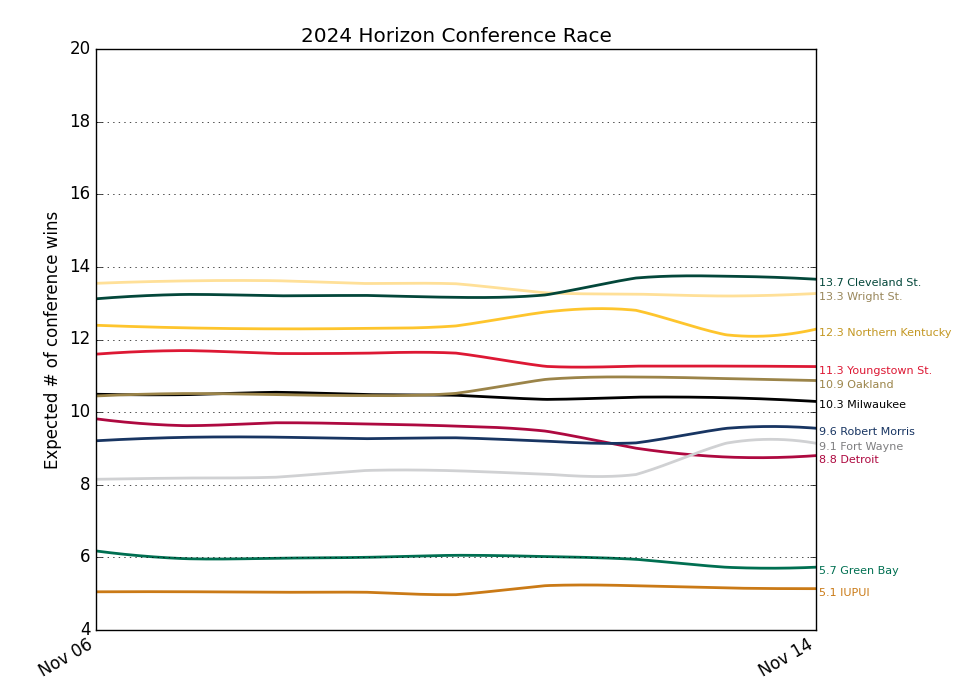 2024 Horizon Conference Race
Expected # of conference wins
20
18
16
14
12
10
8
6
4
Nov 06
Nov 14
13.7 Cleveland St.
13.3 Wright St.
12.3 Northern Kentucky
11.3 Youngstown St.
10.9 Oakland
10.3 Milwaukee
9.6 Robert Morris
9.1 Fort Wayne
8.8 Detroit
5.7 Green Bay
5.1 IUPUI